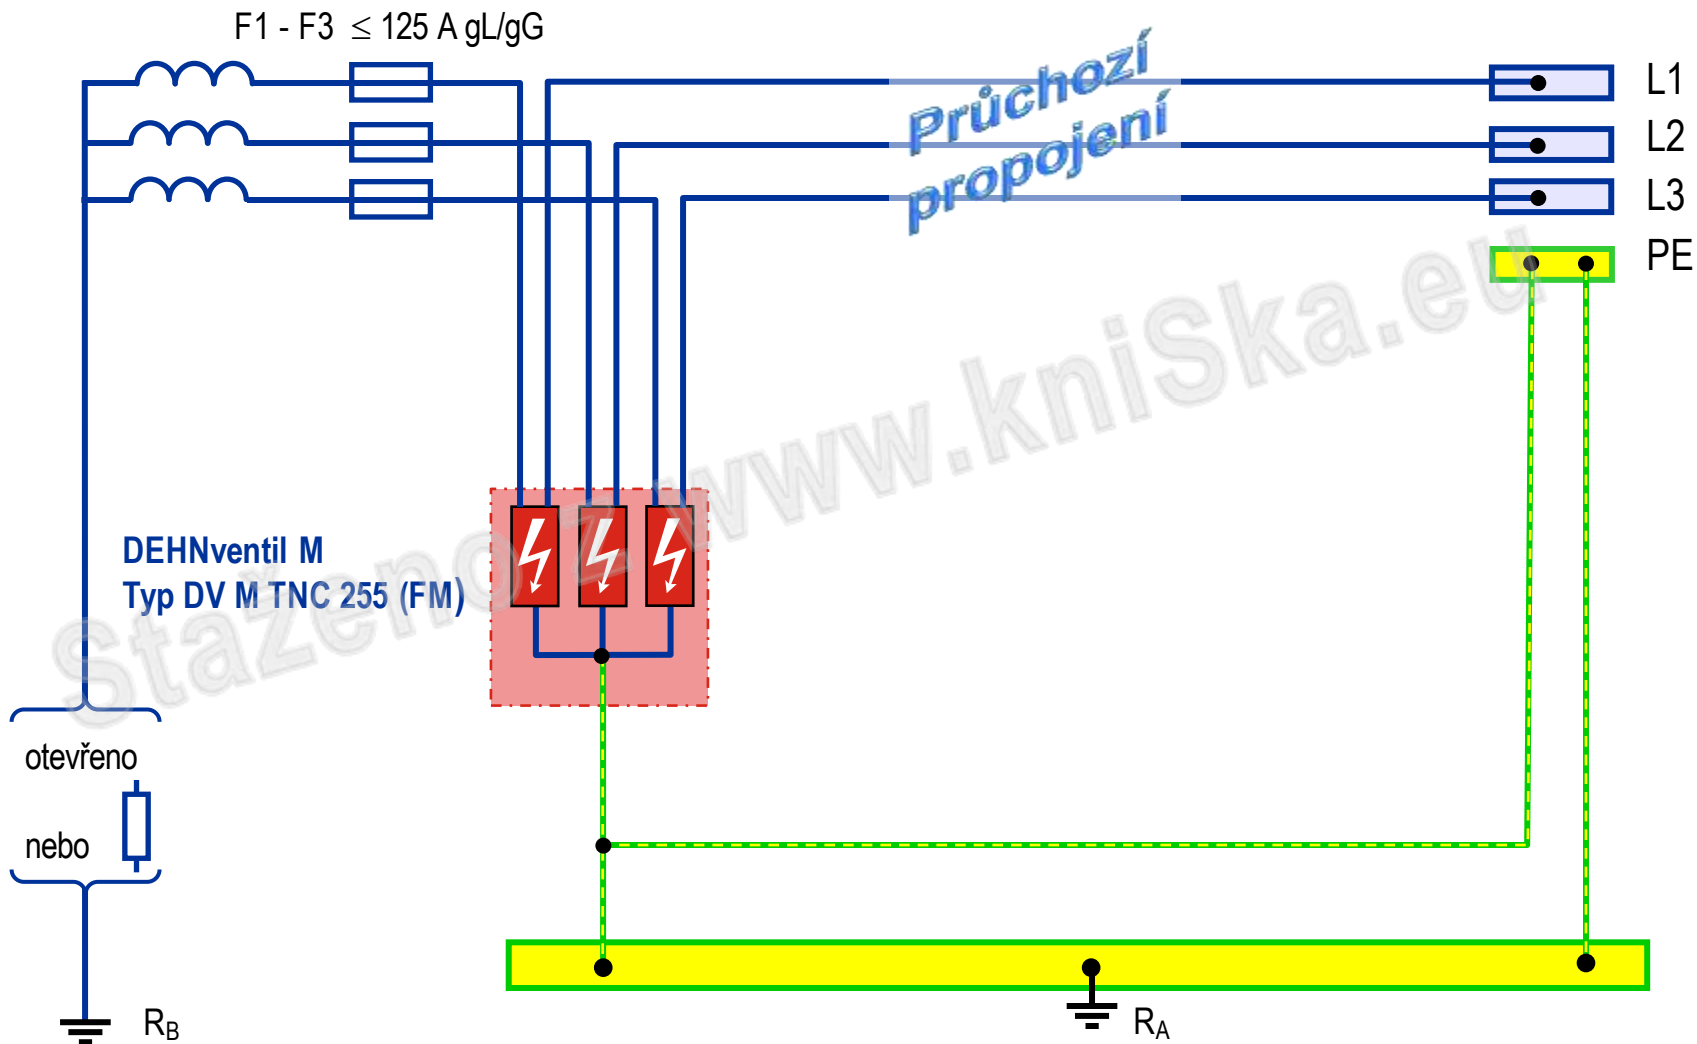 F1 - F3 ≤ 125 A gL/gG
Průchozí
propojení
L1
L2
L3
PE
DEHNventil M
Typ DV M TNC 255 (FM)
Staženo z www.kniSka.eu
otevřeno
nebo
RB
RA